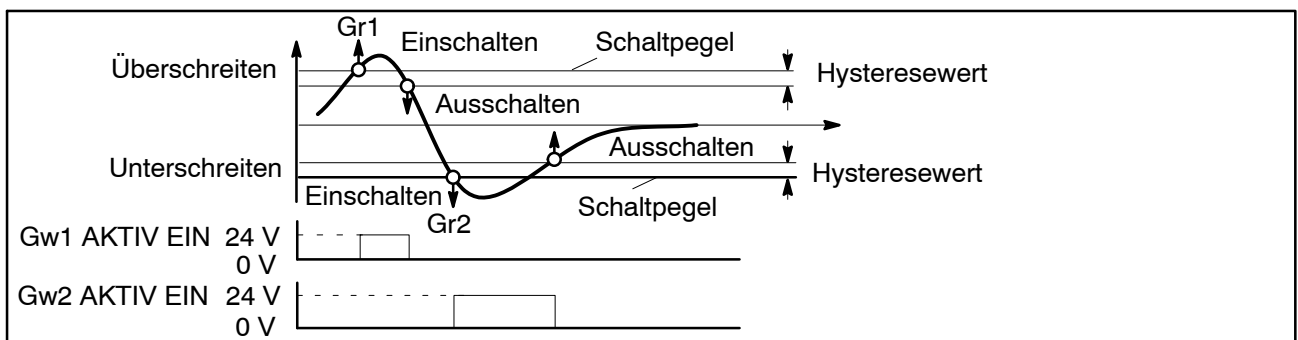 Gr1
Einschalten
Schaltpegel
Überschreiten
Hysteresewert
Ausschalten
Unterschreiten
Ausschalten
Hysteresewert
Einschalten
Schaltpegel
Gr2
Gw1 AKTIV EIN 24 V
0 V
Gw2 AKTIV EIN 24 V
0 V